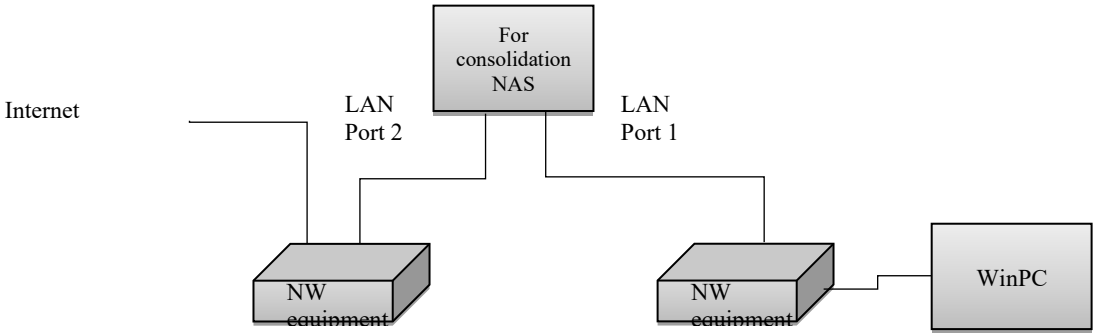 For
consolidation
NAS
Internet
LAN
Port 2
LAN
Port 1
NW
equipment
NW
equipment
WinPC